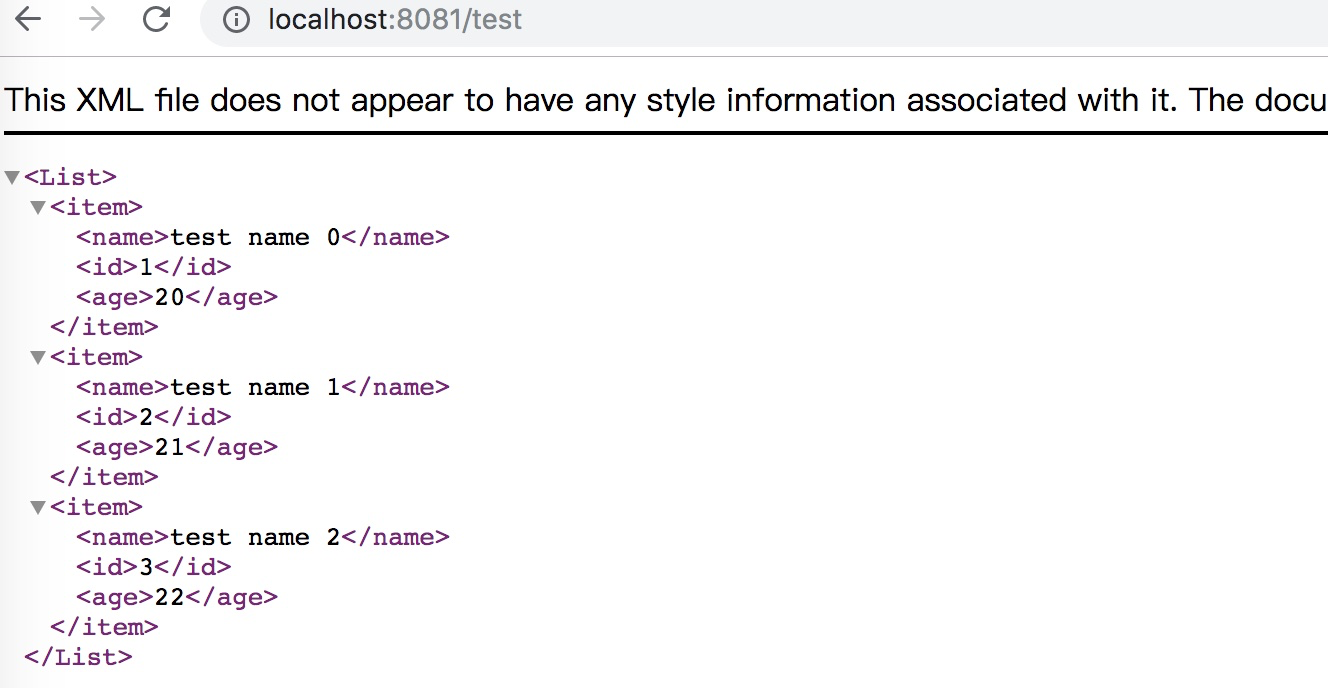 localhost:8081/test
This XML file does not appear to have any style information associated with it. The docu
<List>
<item>
<name>test name 0</name>
<id>1</id>
<age>20</age>
</item>
<item>
<name>test name 1</name>
<id>2</id>
<age>21</age>
</item>
<item>
<name>test name 2</name>
<id>3</id>
<age>22</age>
</item>
</List>